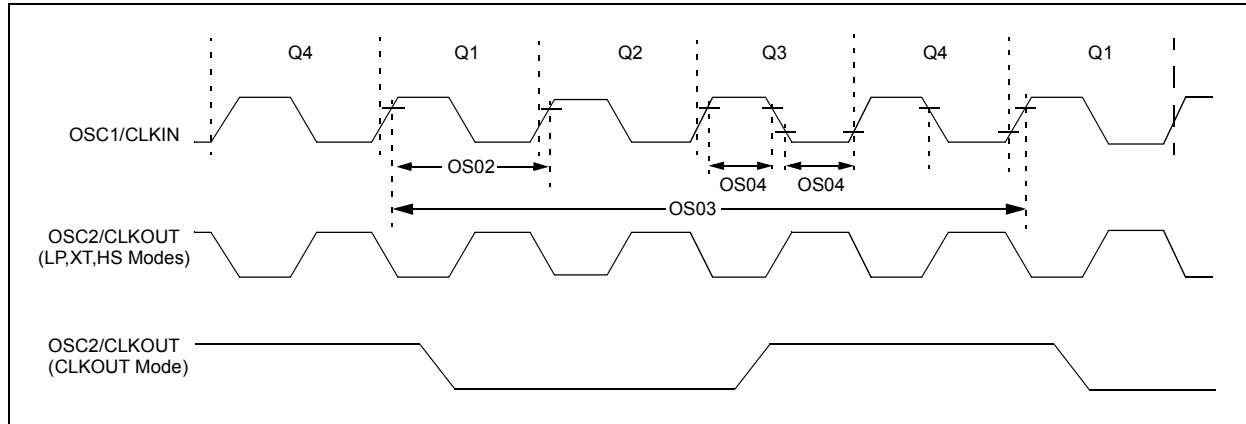 Q4 Q1 Q2 Q3 Q4 Q1
OSC1/CLKIN
OS02
OS04 OS04
OS03
OSC2/CLKOUT
(LP,XT,HS Modes)
OSC2/CLKOUT
(CLKOUT Mode)